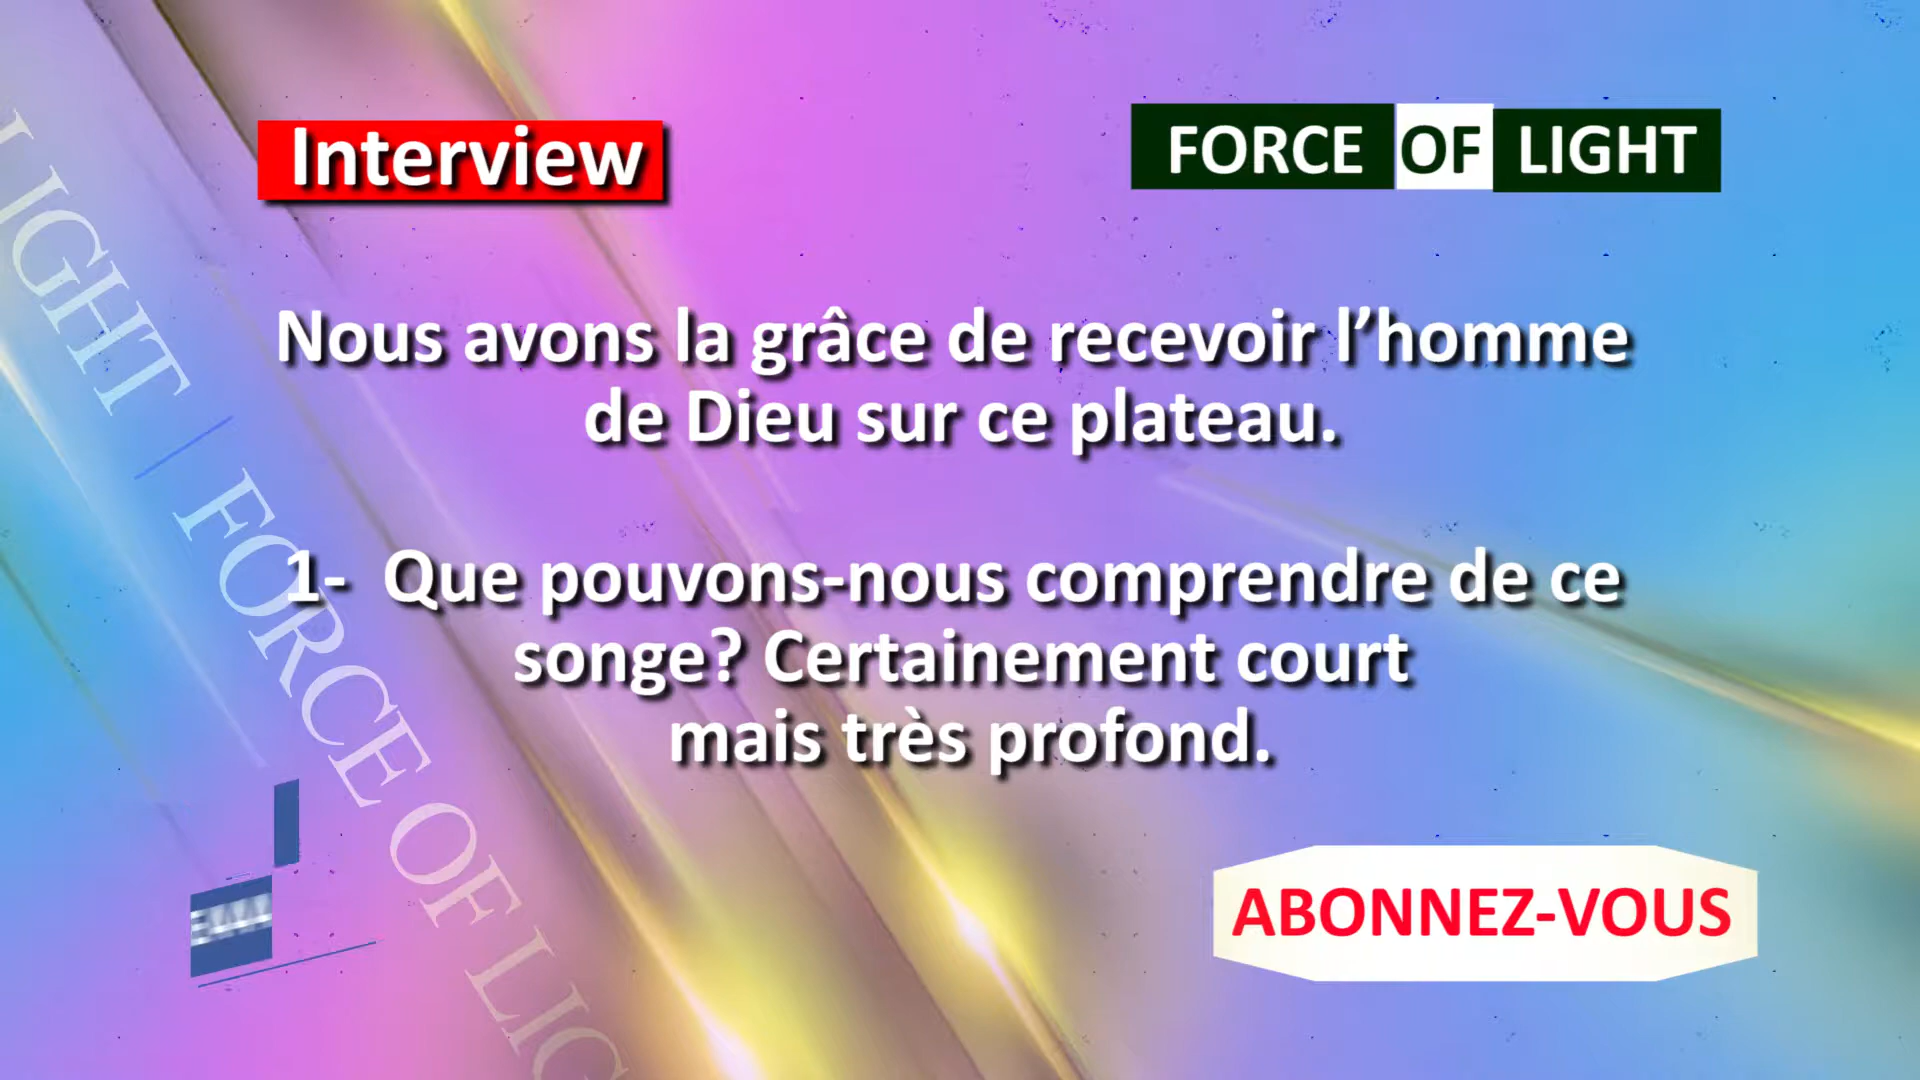 Interview
FORCE OF LIGHT
Nous avons la grâce de recevoir l’homme
de Dieu sur ce plateau.
1- Que pouvons-nous comprendre de ce
songe? Certainement court
mais très profond.
ABONNEZ-VOUS
LIGHT | FORCE OF LIG